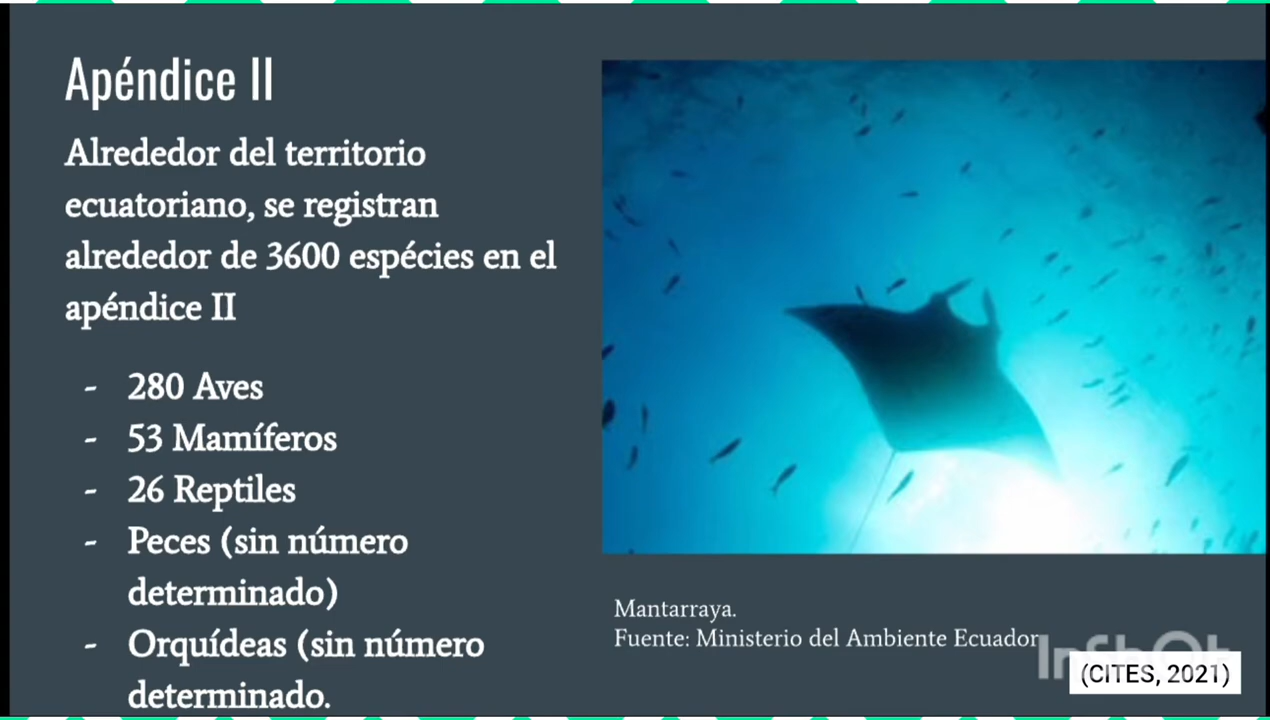 Apéndice II
Alrededor del territorio
ecuatoriano, se registran
alrededor de 3600 espécies en el
apéndice II
- 280 Aves
- 53 Mamíferos
- 26 Reptiles
- Peces (sin número
determinado)
- Orquídeas (sin número
determinado.
Mantarraya.
Fuente: Ministerio del Ambiente Ecuador
InShOt
(CITES, 2021)